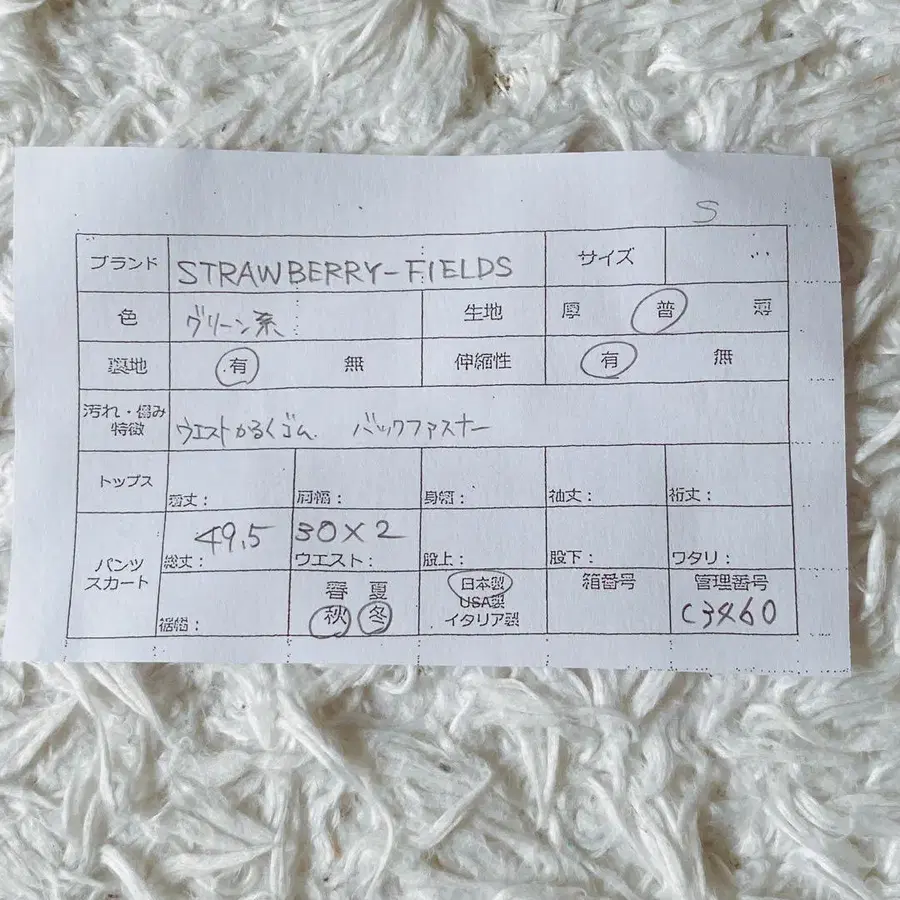 S
ブランド STRAWBERRY-FIELDS サイズ ...
色 グリーン系 生地 厚 普 薄
裏地 有 無 伸縮性 有 無
汚れ・傷み
特徴 ウエストかるくゴム. バックファスナー
トップス 着丈: 肩幅: 身幅: 袖丈: 裄丈:
パンツ
スカート 49.5 30×2
総丈: ウエスト: 股上: 股下: ワタリ:
裾幅: 春 夏 日本製 箱番号 管理番号
秋 冬 USA製
イタリア製 C3460